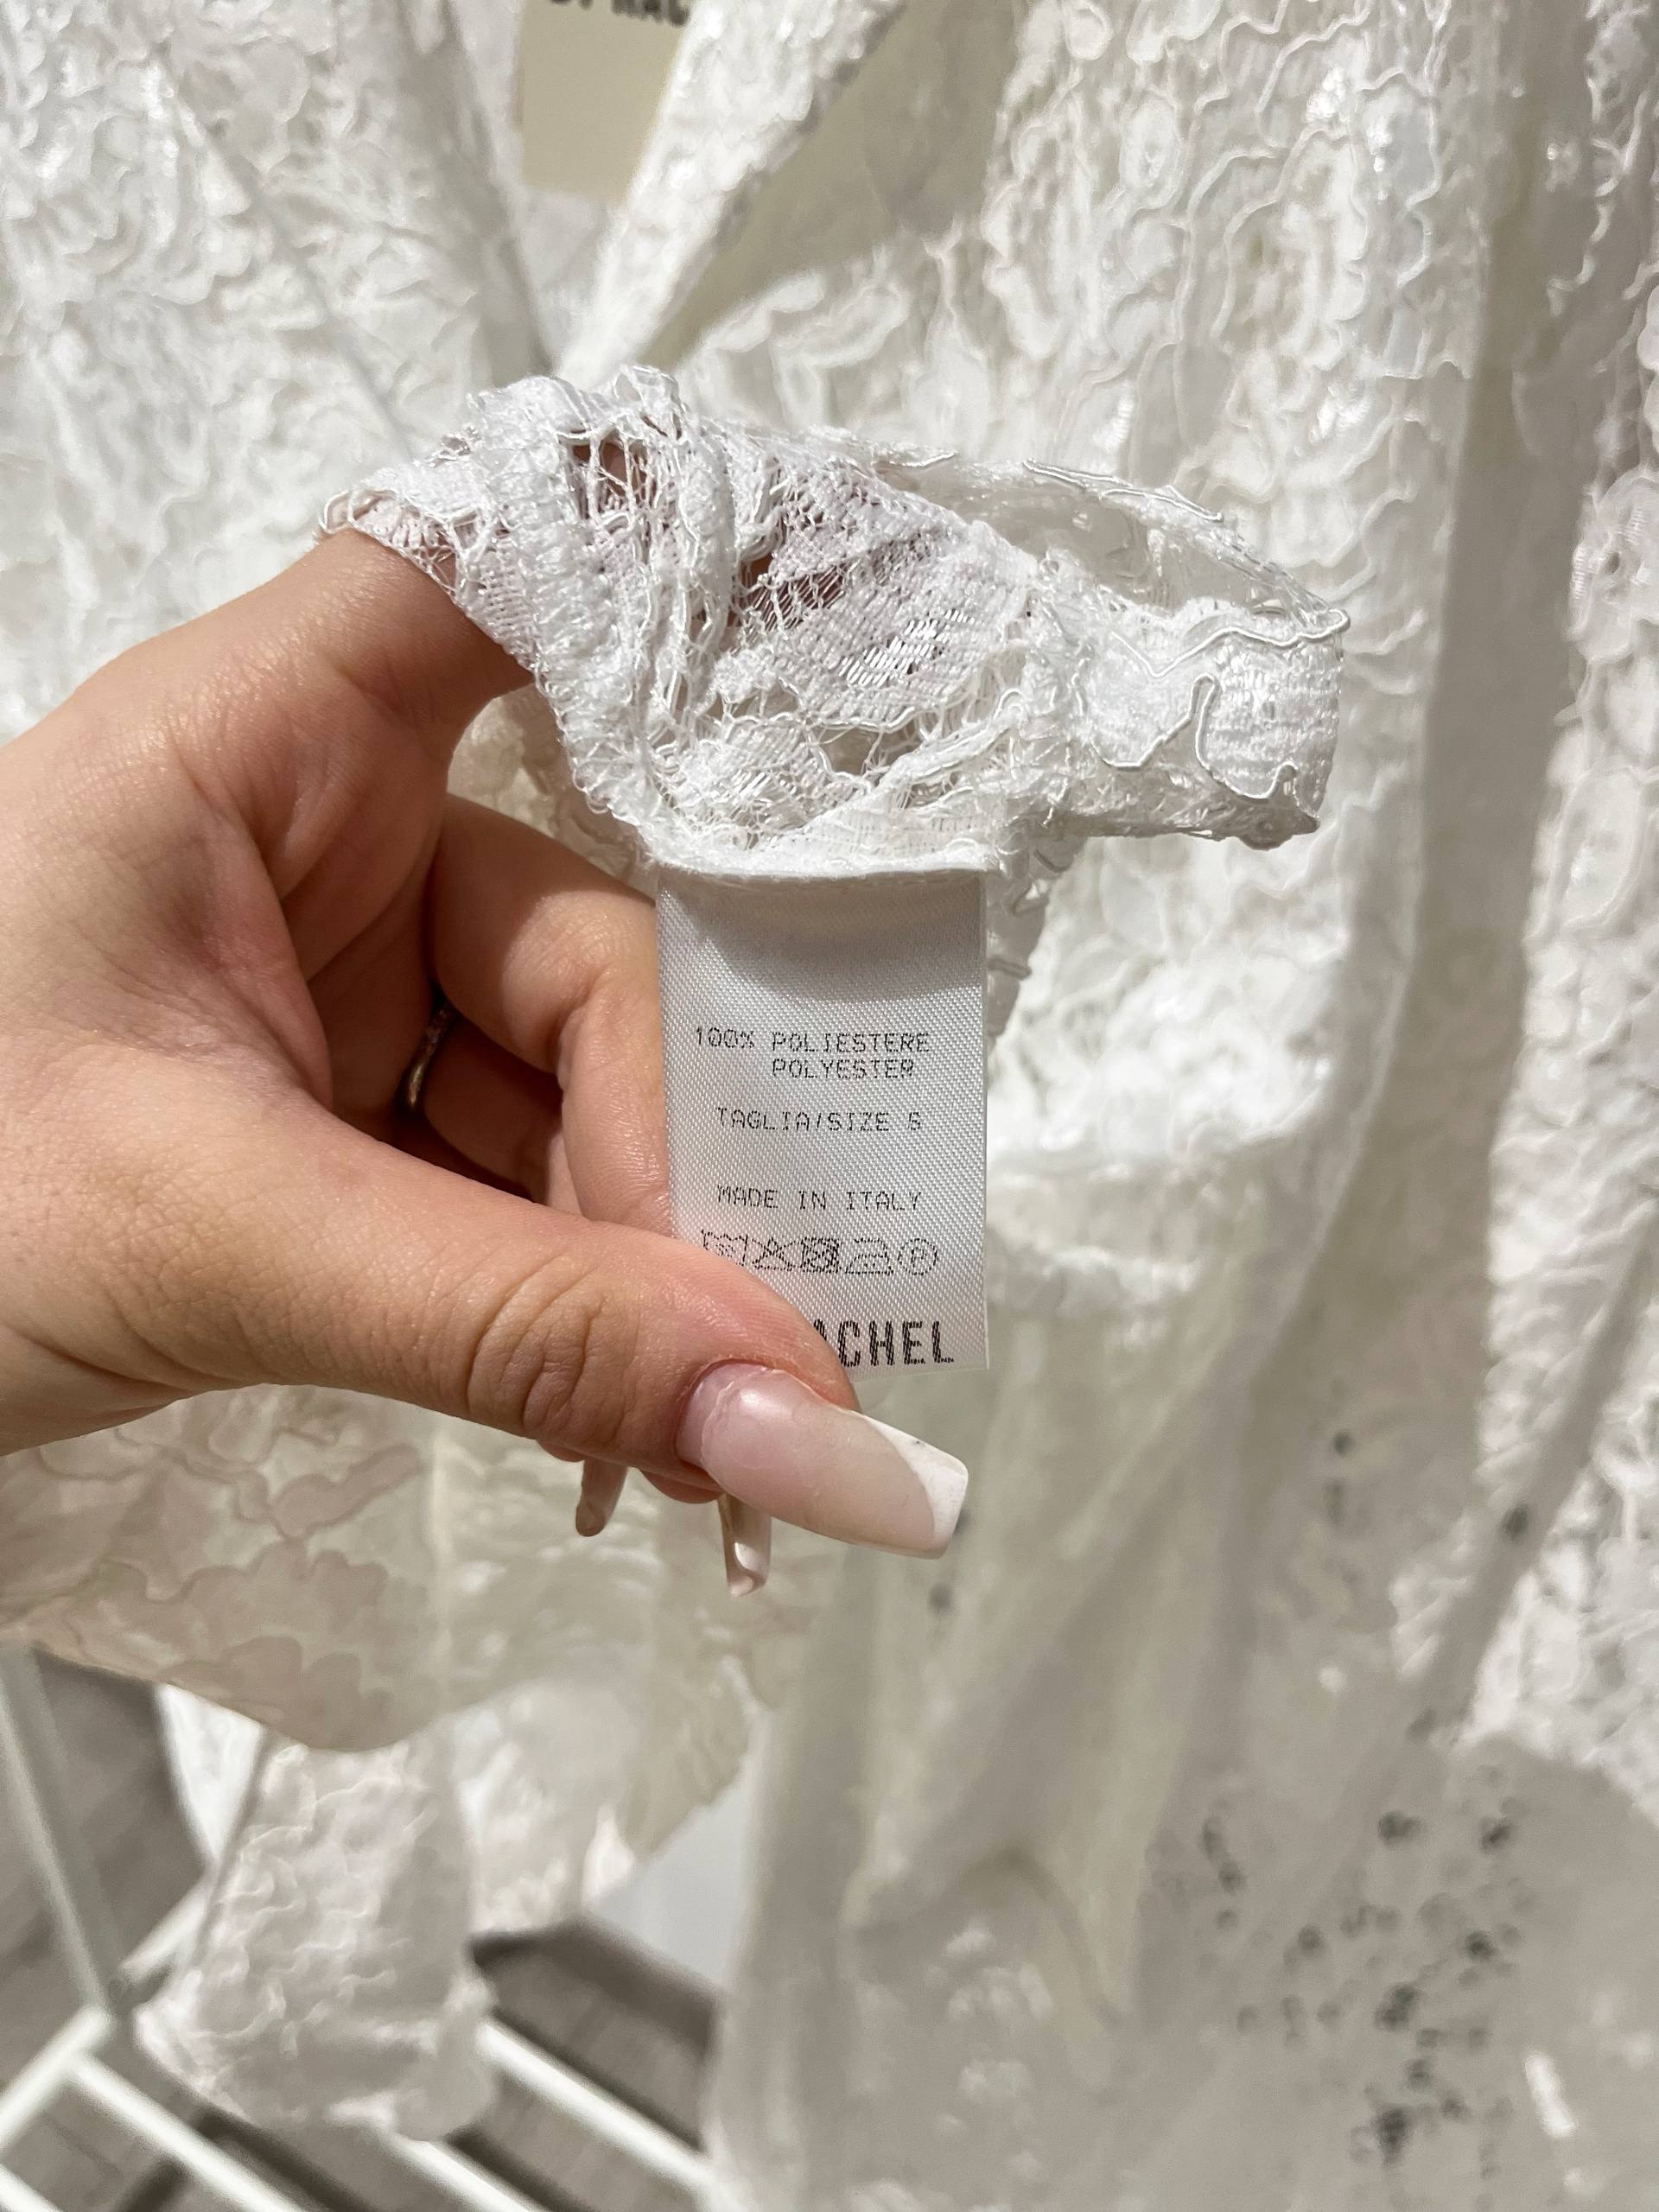 100% POLIESTERE
POLYESTER
TAGLIA/SIZE S
MADE IN ITALY